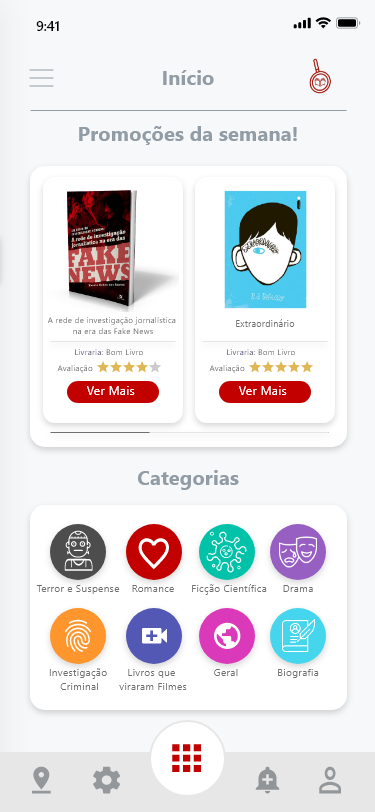 9:41
Início
Promoções da semana!
A rede de investigação
jornalística na era das
FAKE
NEWS
A rede de investigação jornalística
na era das Fake News
Livraria: Bom Livro
Avaliação
Ver Mais
Extraordinário
Livraria: Bom Livro
Avaliação
Ver Mais
Categorias
Terror e Suspense
Romance
Ficção Científica
Drama
Investigação
Criminal
Livros que
viraram Filmes
Geral
Biografia